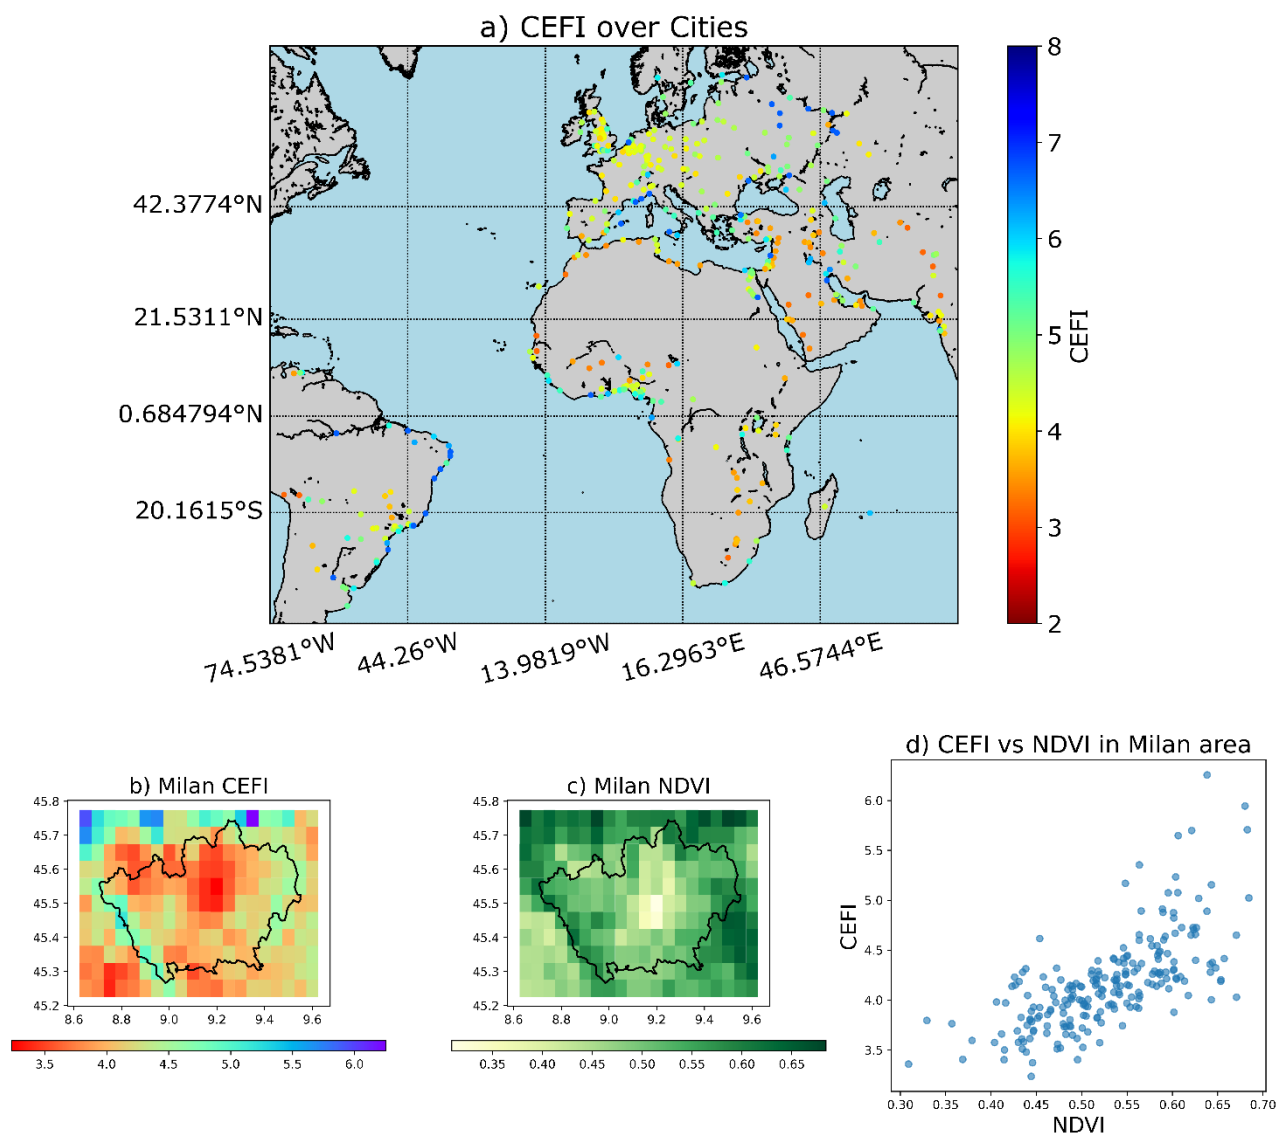 a) CEFI over Cities
42.3774°N
21.5311°N
0.684794°N
20.1615°S
74.5381°W
44.26°W
13.9819°W
16.2963°E
46.5744°E
8
7
6
5
4
3
2
CEFI
b) Milan CEFI
45.8
45.7
45.6
45.5
45.4
45.3
45.2
8.6 8.8 9.0 9.2 9.4 9.6
3.5 4.0 4.5 5.0 5.5 6.0
c) Milan NDVI
45.8
45.7
45.6
45.5
45.4
45.3
45.2
8.6 8.8 9.0 9.2 9.4 9.6
0.35 0.40 0.45 0.50 0.55 0.60 0.65
d) CEFI vs NDVI in Milan area
CEFI
6.0
5.5
5.0
4.5
4.0
3.5
0.30 0.35 0.40 0.45 0.50 0.55 0.60 0.65 0.70
NDVI